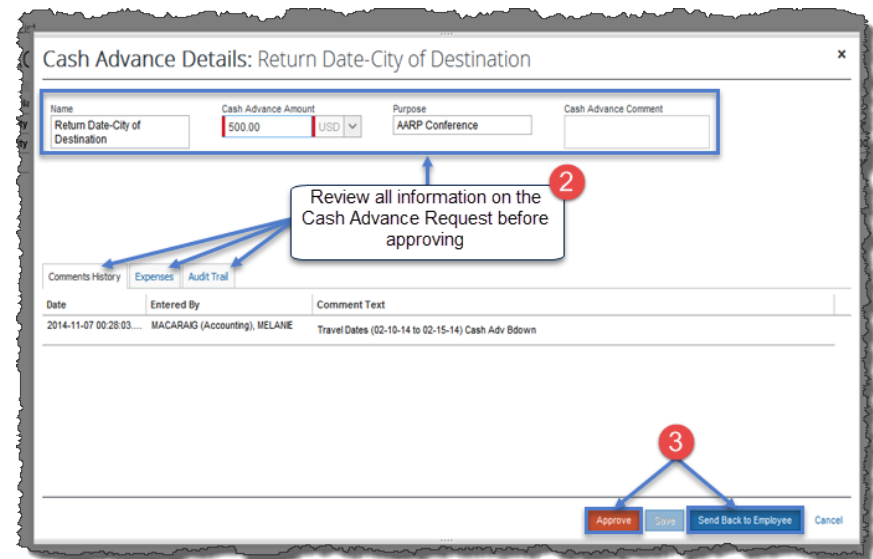 Cash Advance Details: Return Date-City of Destination
x
Name
Cash Advance Amount
Purpose
Cash Advance Comment
Return Date-City of
Destination
500.00
USD
AARP Conference
2
Review all information on the
Cash Advance Request before
approving
Comments History
Expenses
Audit Trail
Date
Entered By
Comment Text
2014-11-07 00:28:03....
MACARAIG (Accounting), MELANIE
Travel Dates (02-10-14 to 02-15-14) Cash Adv Bdown
3
Approve
Save
Send Back to Employee
Cancel